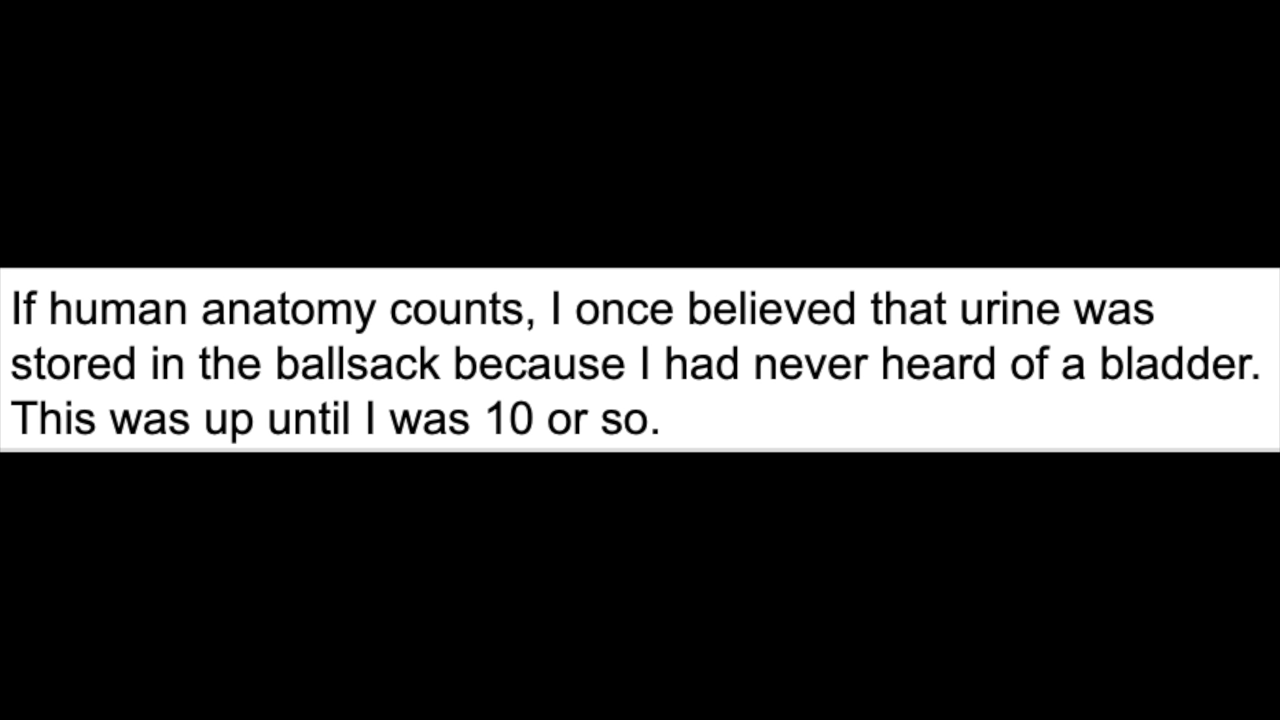 If human anatomy counts, I once believed that urine was
stored in the ballsack because I had never heard of a bladder.
This was up until I was 10 or so.